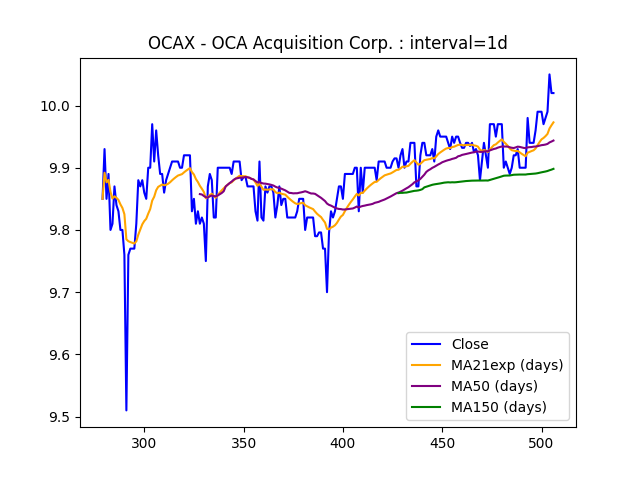 OCAX - OCA Acquisition Corp. : interval=1d
10.0
9.9
9.8
9.7
9.6
9.5
300 350 400 450 500
Close
MA21exp (days)
MA50 (days)
MA150 (days)